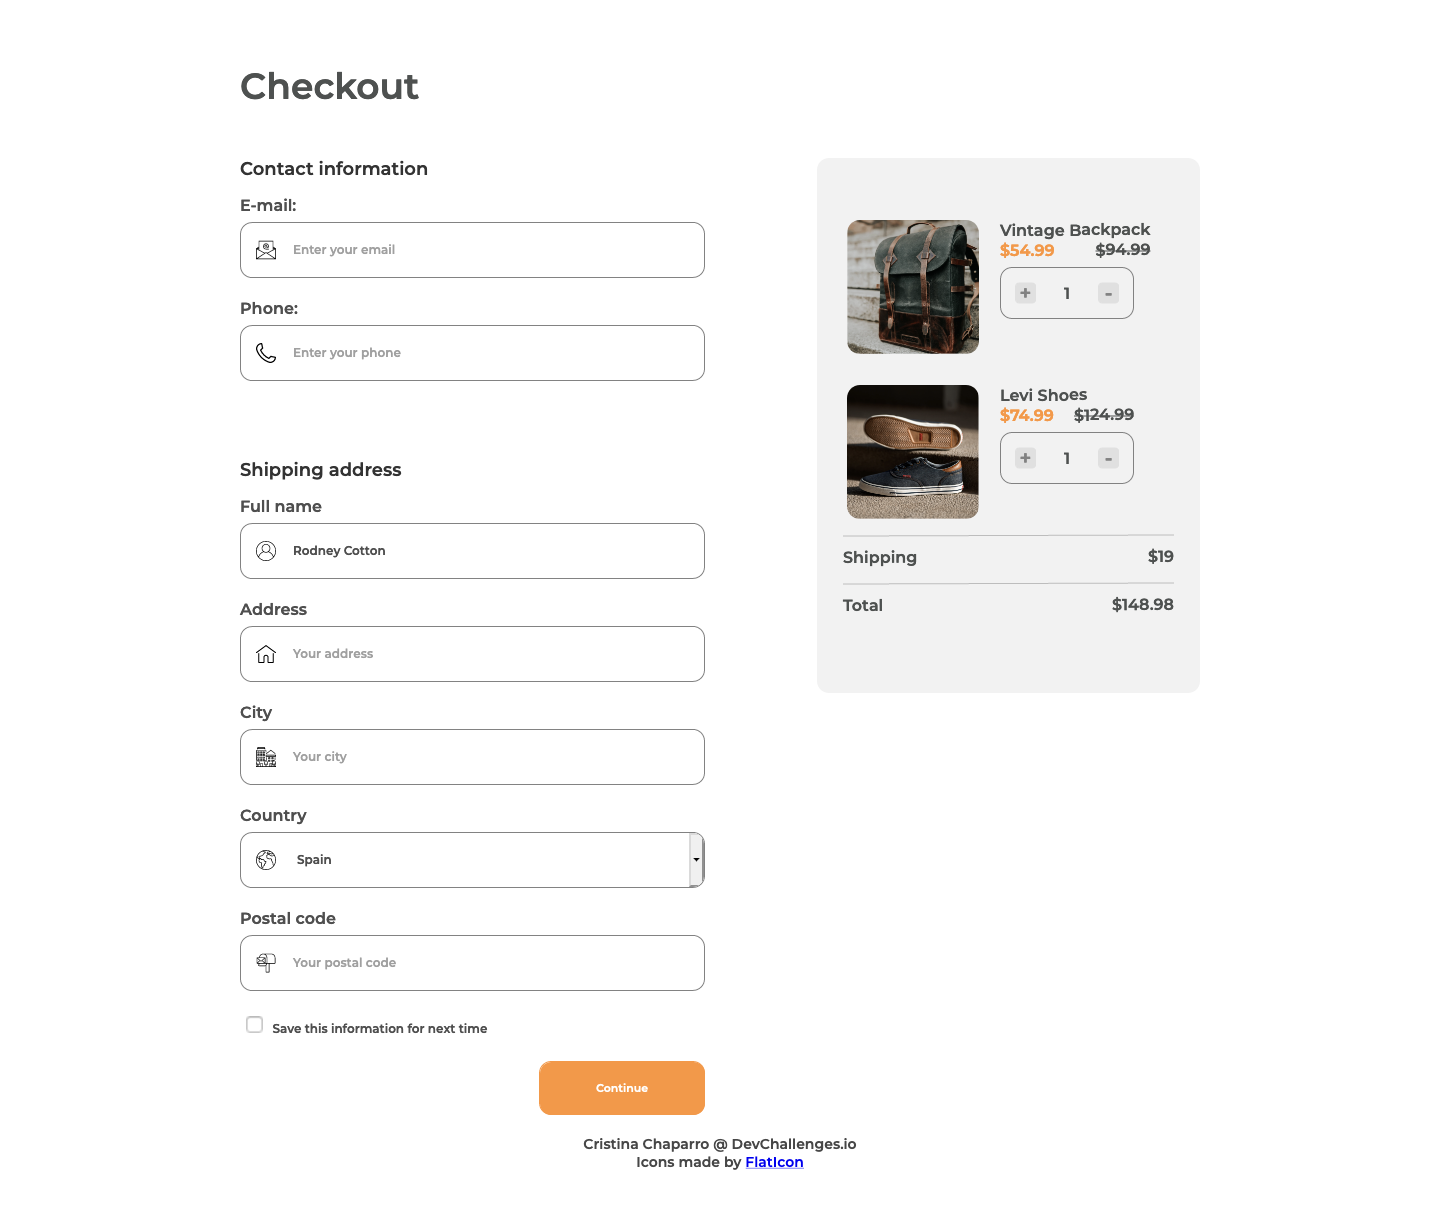 Checkout
Contact information
E-mail:
Enter your email
Phone:
Enter your phone
Shipping address
Full name
Rodney Cotton
Address
Your address
City
Your city
Country
Spain
Postal code
Your postal code
Save this information for next time
Continue
Vintage Backpack
$54.99 $94.99
+ 1 -
Levi Shoes
$74.99 $124.99
+ 1 -
Shipping $19
Total $148.98
Cristina Chaparro @ DevChallenges.io
Icons made by FlatIcon